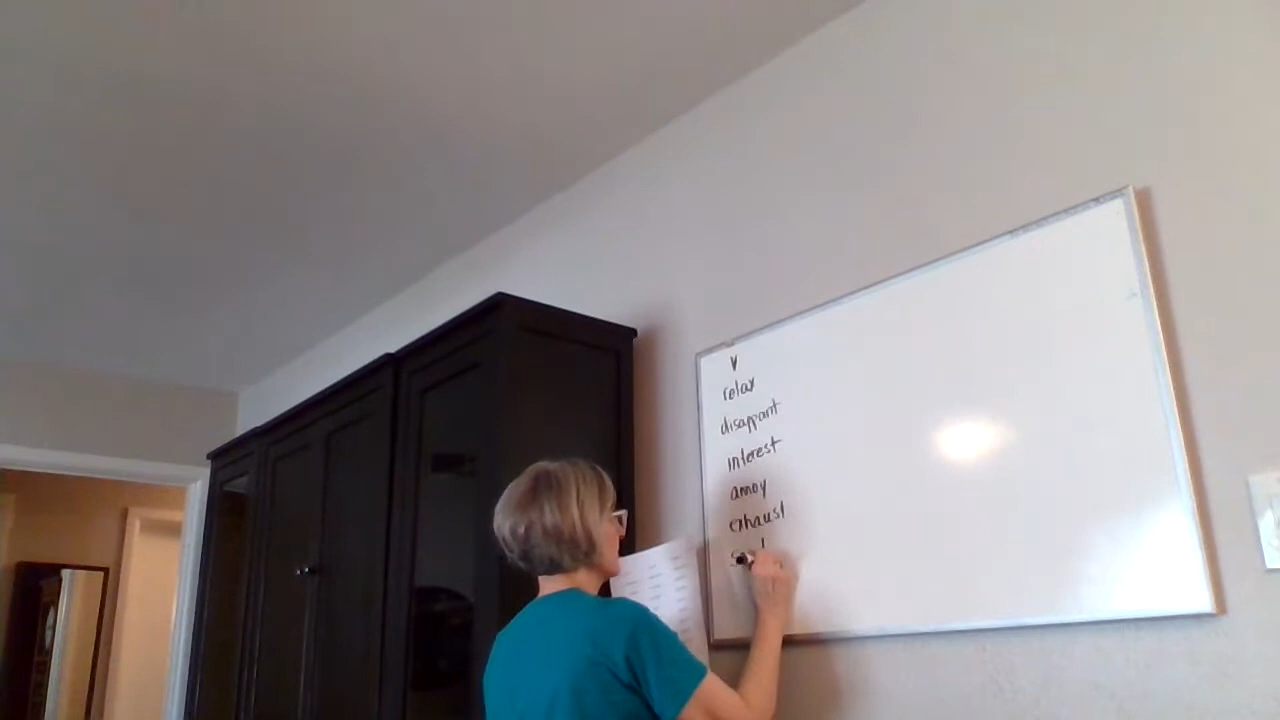 V
relax
disappoint
interest
annoy
exhaust